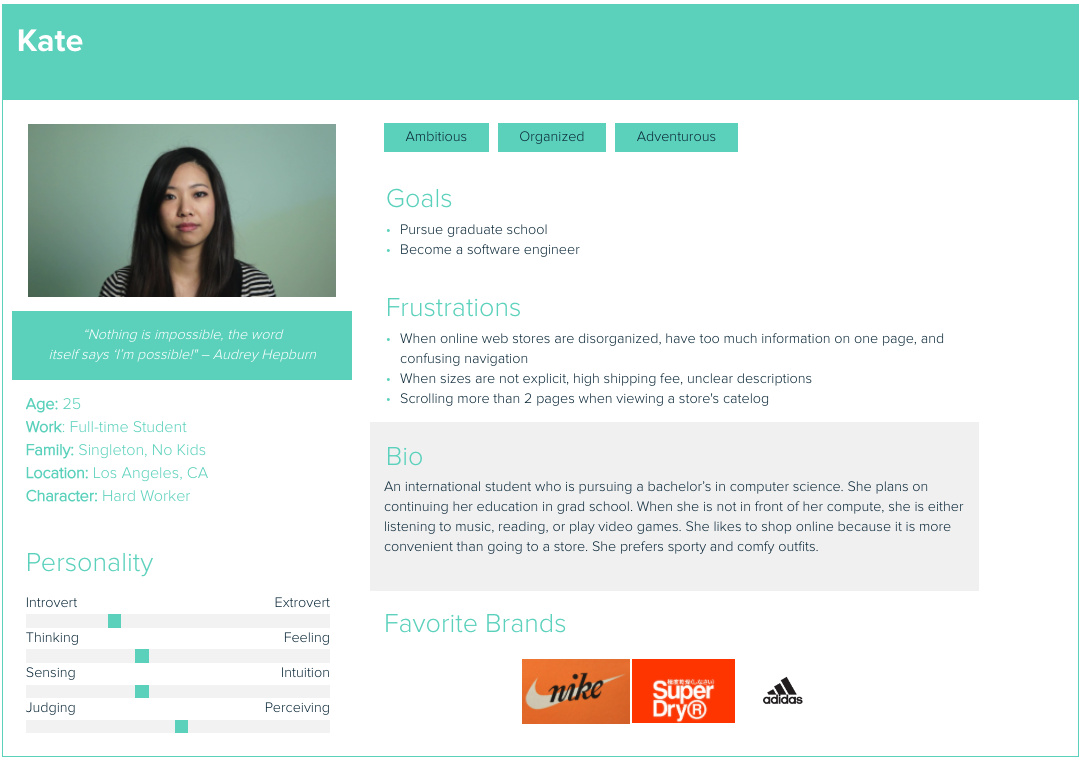 Kate
Ambitious
Organized
Adventurous
“Nothing is impossible, the word
itself says ‘I’m possible!" – Audrey Hepburn
Age: 25
Work: Full-time Student
Family: Singleton, No Kids
Location: Los Angeles, CA
Character: Hard Worker
Personality
Introvert Extrovert
Thinking Feeling
Sensing Intuition
Judging Perceiving
Goals
• Pursue graduate school
• Become a software engineer
Frustrations
• When online web stores are disorganized, have too much information on one page, and
confusing navigation
• When sizes are not explicit, high shipping fee, unclear descriptions
• Scrolling more than 2 pages when viewing a store's catelog
Bio
An international student who is pursuing a bachelor’s in computer science. She plans on
continuing her education in grad school. When she is not in front of her compute, she is either
listening to music, reading, or play video games. She likes to shop online because it is more
convenient than going to a store. She prefers sporty and comfy outfits.
Favorite Brands
nike
Super
Dry®
adidas